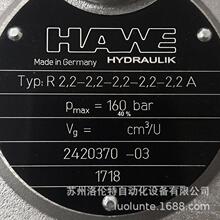 HAWE
Made in Germany HYDRAULIK
Typ: R 2,2-2,2-2,2-2,2-2,2 A
pmax = 160 bar
40%
Vg = cm³/U
2420370 -03
1718
苏州洛伦特自动化设备有限公司
luolunte.1688.com